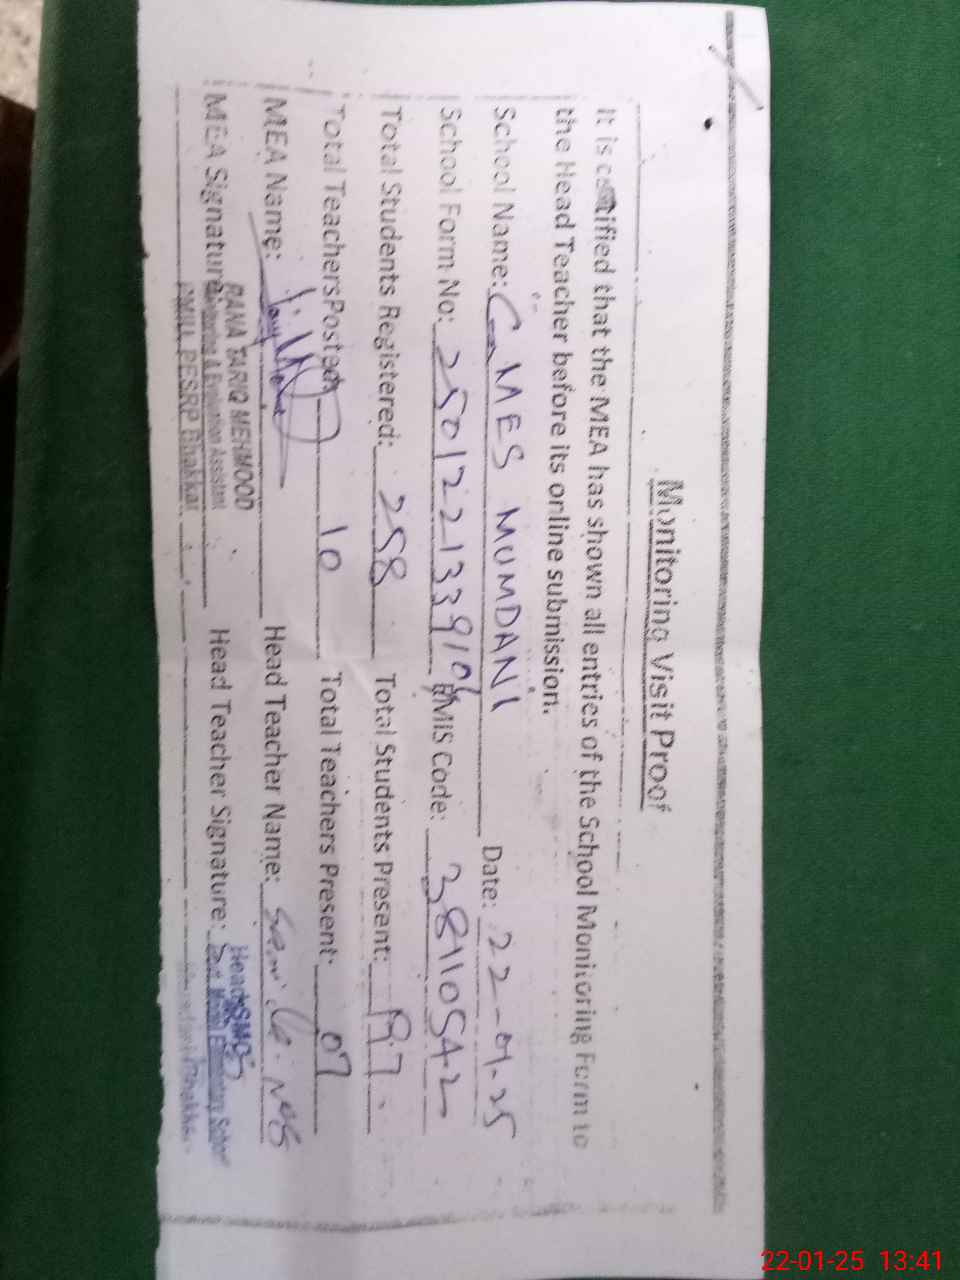 Monitoring Visit Proof
It is certified that the MEA has shown all entries of the School Monitoring Form to
the Head Teacher before its online submission.
School Name: GMES MUMDANI Date: 22-01-25
School Form No: EMIS Code: 38110542
Total Students Registered: 258 Total Students Present:
Total Teachers Posted: 10 Total Teachers Present: 07
MEA Name: Head Teacher Name:
MEA Signature: Head Teacher Signature:
RANA TARIQ MEHMOOD
Monitoring & Evaluation Assistant
PMIU, PESRP Bhakkar
22-01-25 13:41